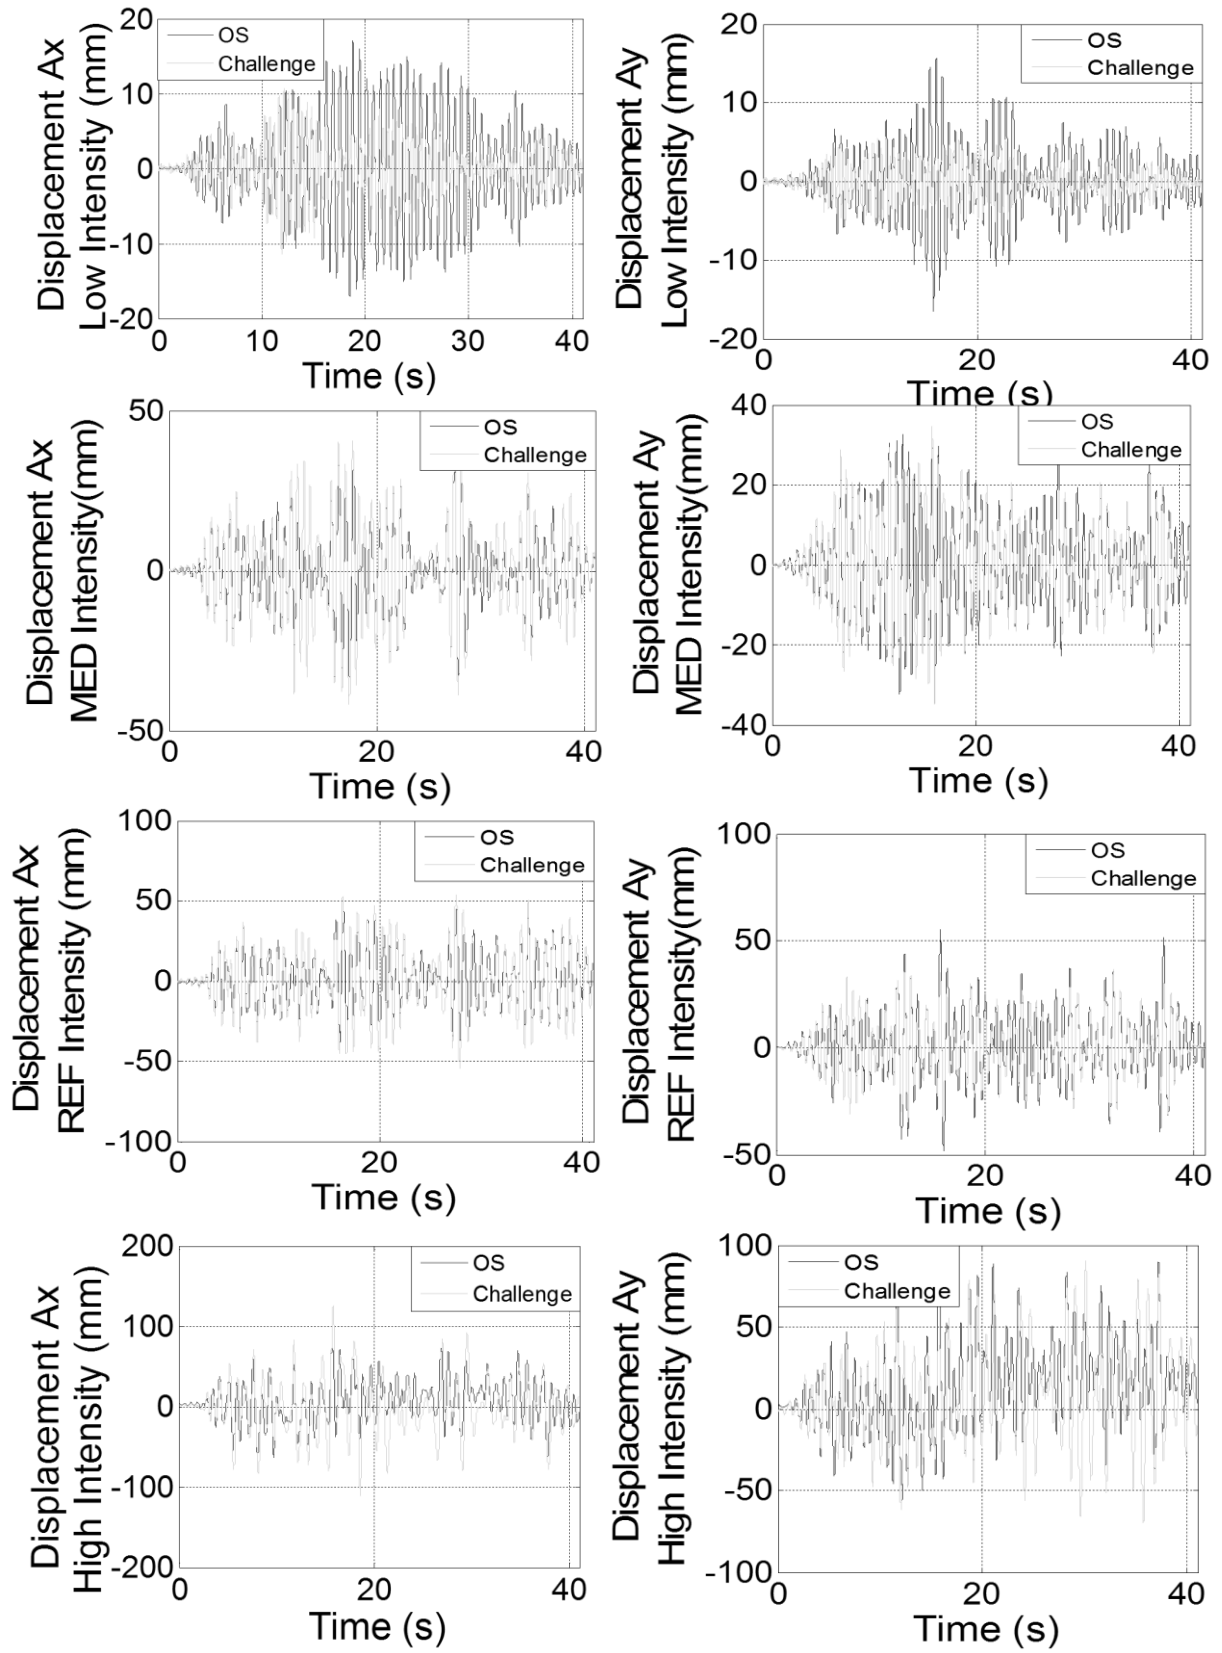 Displacement Ax
Low Intensity (mm)
20
10
0
-10
-20
OS
Challenge
0 10 20 30 40
Time (s)
Displacement Ay
Low Intensity (mm)
20
10
0
-10
-20
OS
Challenge
0 20 40
Time (s)
Displacement Ax
MED Intensity(mm)
50
0
-50
OS
Challenge
0 20 40
Time (s)
Displacement Ay
MED Intensity(mm)
40
20
0
-20
-40
OS
Challenge
0 20 40
Time (s)
Displacement Ax
REF Intensity (mm)
100
50
0
-50
-100
OS
Challenge
0 20 40
Time (s)
Displacement Ay
REF Intensity(mm)
100
50
0
-50
OS
Challenge
0 20 40
Time (s)
Displacement Ax
High Intensity (mm)
200
100
0
-100
-200
OS
Challenge
0 20 40
Time (s)
Displacement Ay
High Intensity (mm)
100
50
0
-50
-100
OS
Challenge
0 20 40
Time (s)